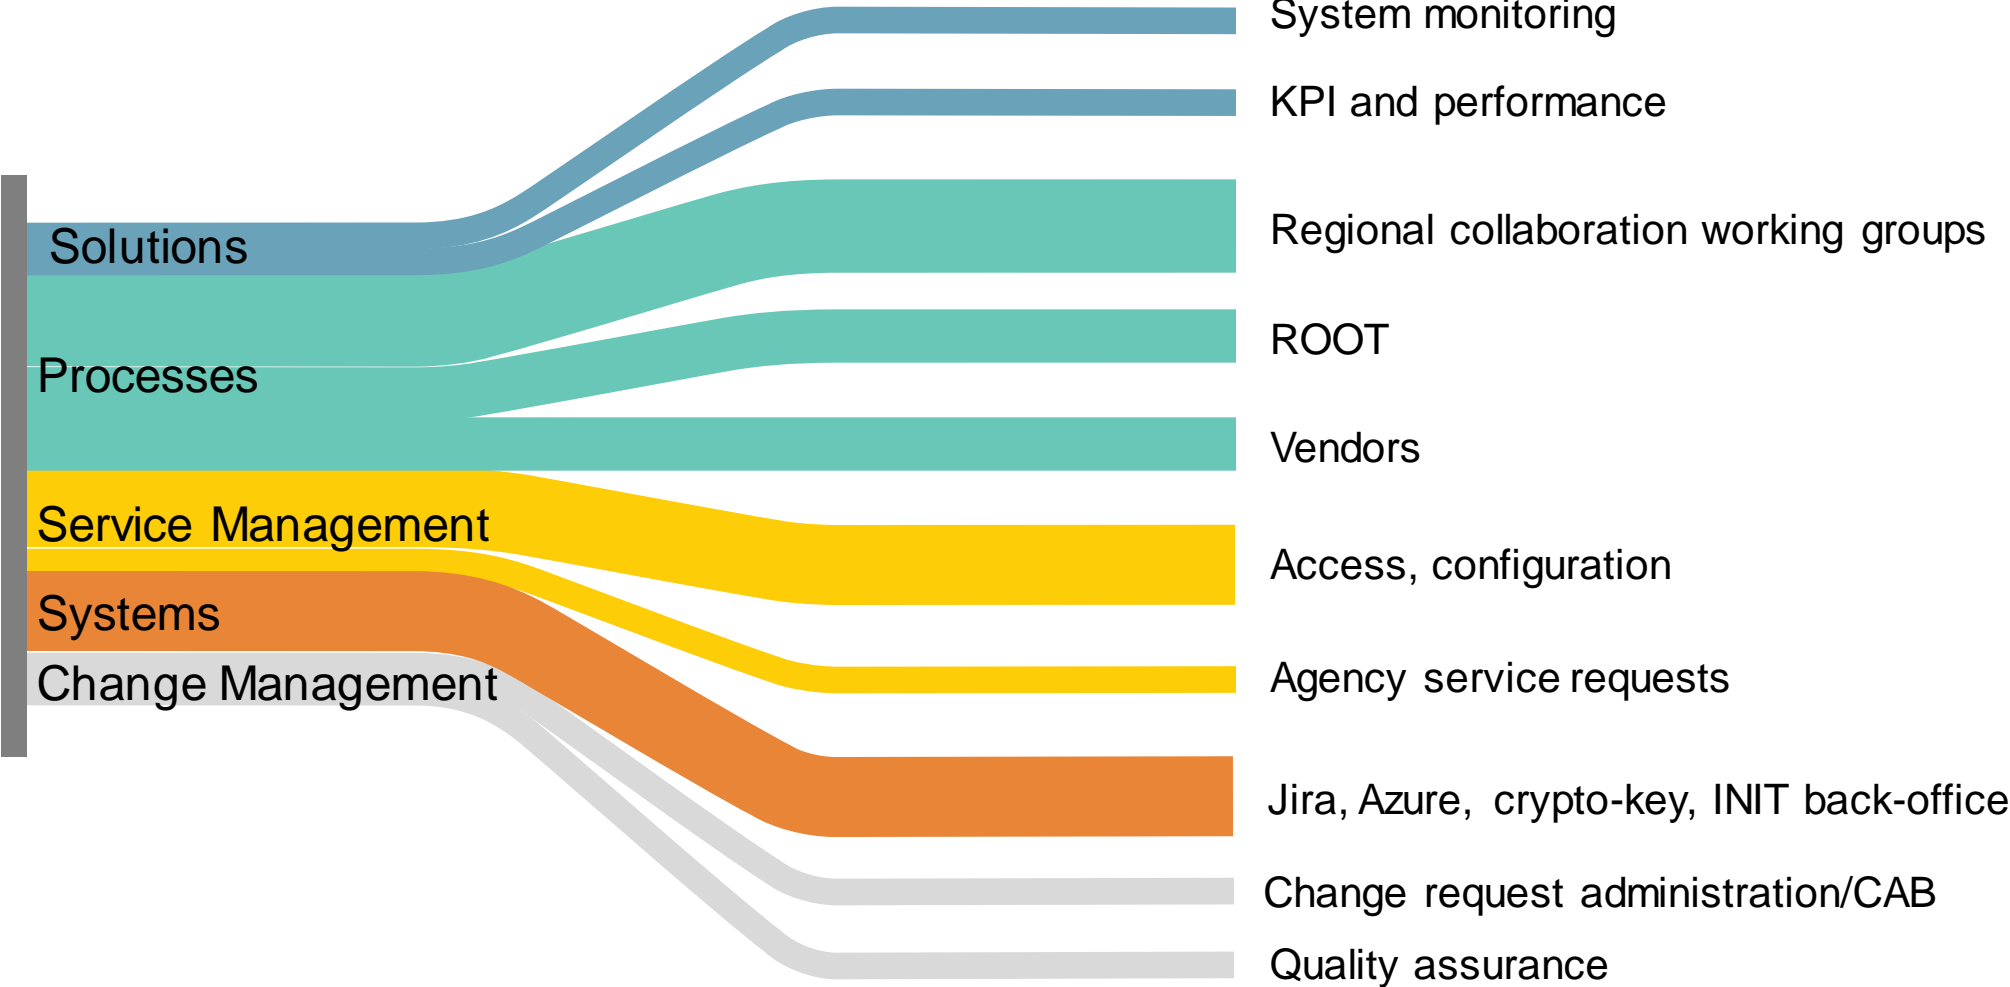 System monitoring
KPI and performance
Regional collaboration working groups
Solutions
ROOT
Processes
Vendors
Service Management
Access, configuration
Systems
Agency service requests
Change Management
Jira, Azure, crypto-key, INIT back-office
Change request administration/CAB
Quality assurance